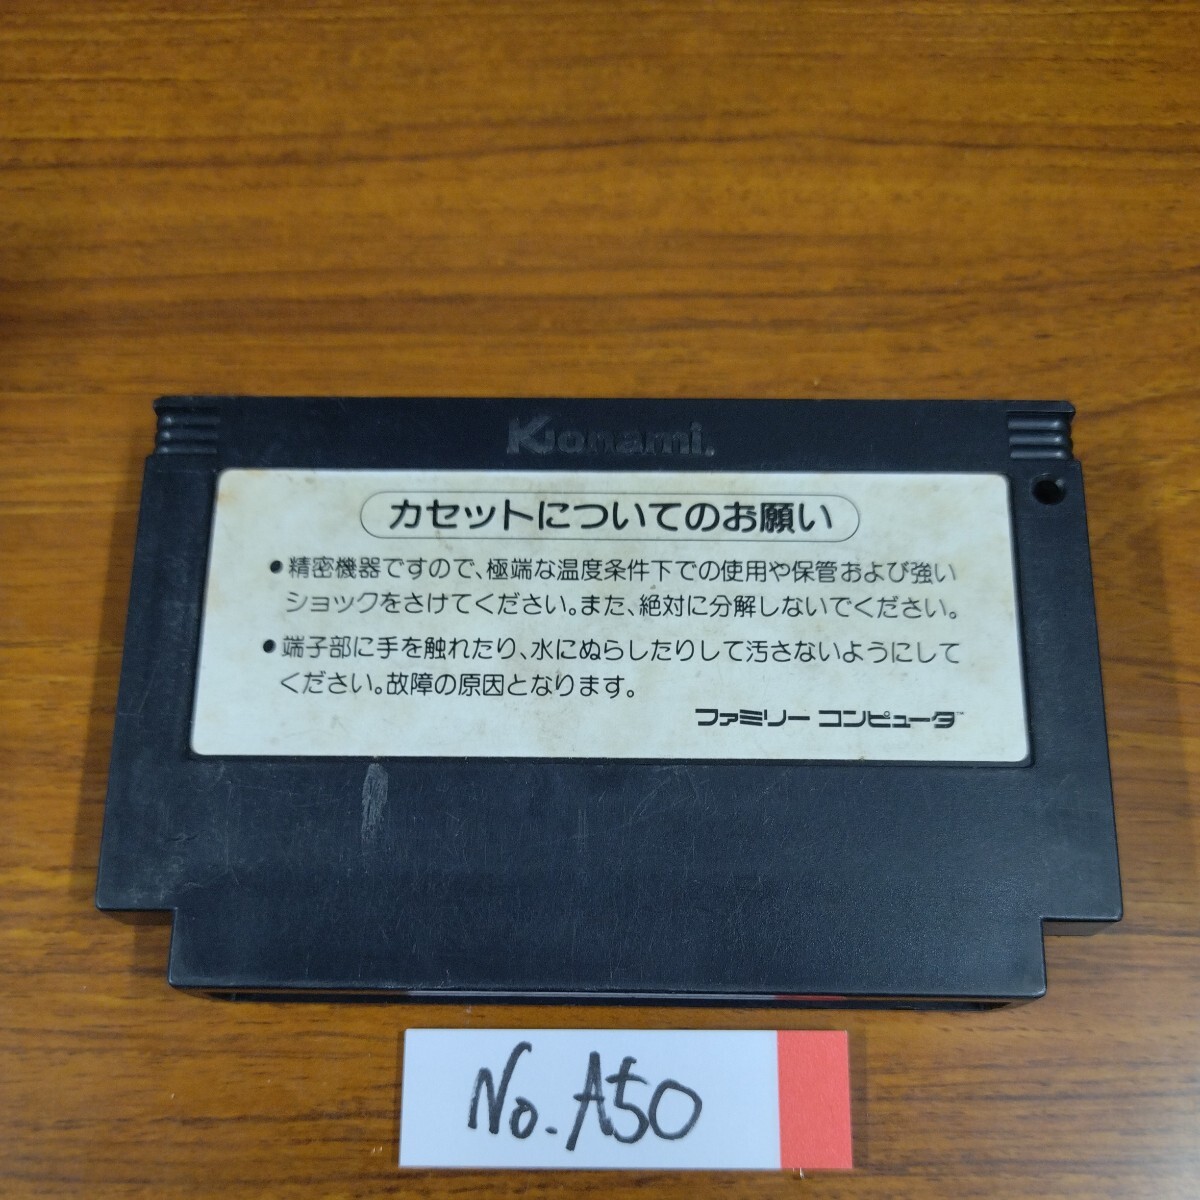 Konami
カセットについてのお願い
●精密機器ですので、極端な温度条件下での使用や保管および強い
ショックをさけてください。また、絶対に分解しないでください。
●端子部に手を触れたり、水にぬらしたりして汚さないようにして
ください。故障の原因となります。
ファミリー コンピュータ™
No. A50